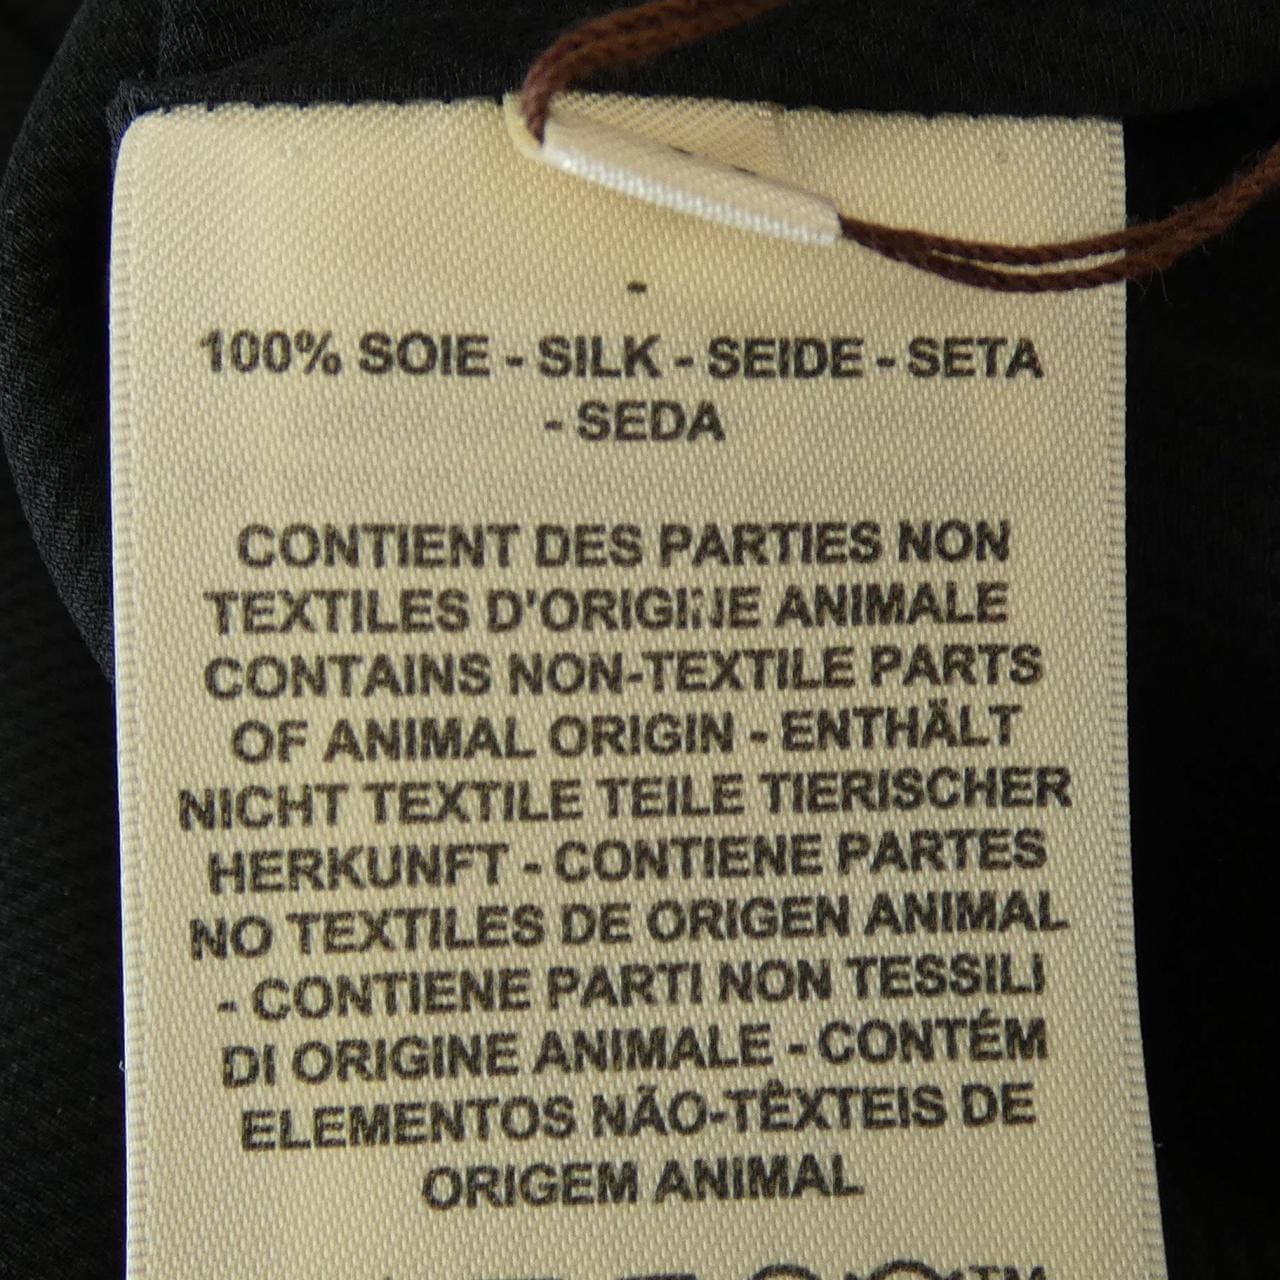 -
100% SOIE - SILK - SEIDE - SETA
- SEDA
CONTIENT DES PARTIES NON
TEXTILES D'ORIGINE ANIMALE
CONTAINS NON-TEXTILE PARTS
OF ANIMAL ORIGIN - ENTHÄLT
NICHT TEXTILE TEILE TIERISCHER
HERKUNFT - CONTIENE PARTES
NO TEXTILES DE ORIGEN ANIMAL
- CONTIENE PARTI NON TESSILI
DI ORIGINE ANIMALE - CONTÉM
ELEMENTOS NÃO-TÊXTEIS DE
ORIGEM ANIMAL